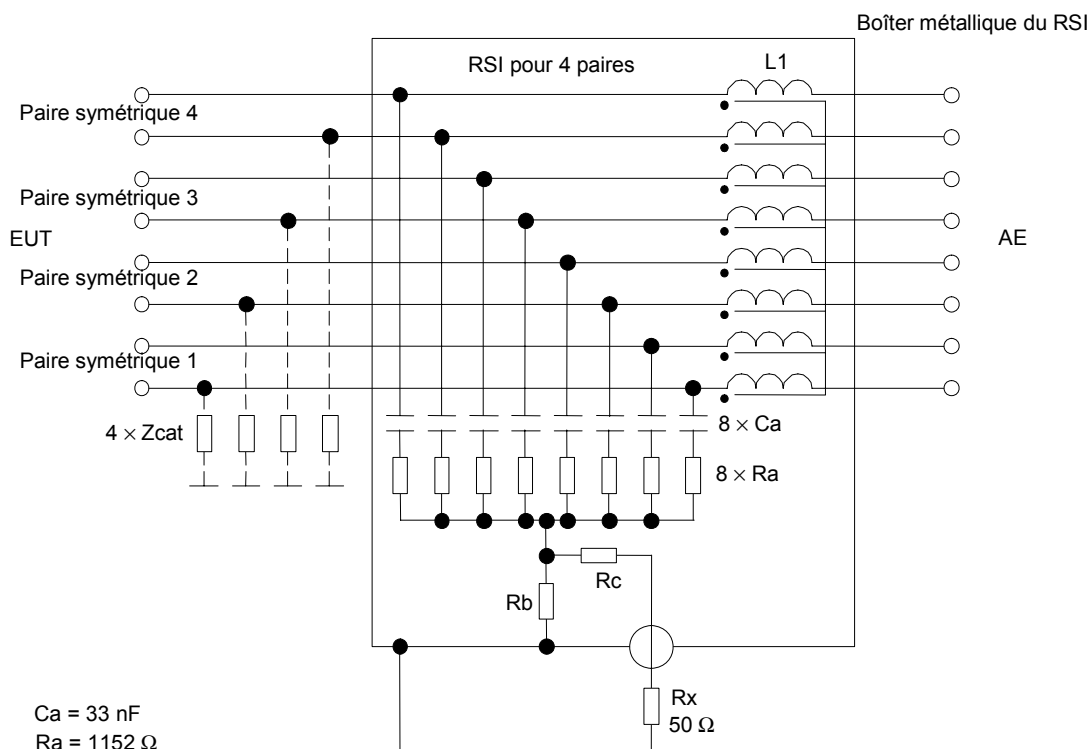 Boîter métallique du RSI
RSI pour 4 paires
L1
Paire symétrique 4
Paire symétrique 3
EUT
AE
Paire symétrique 2
Paire symétrique 1
4 × Zcat
8 × Ca
8 × Ra
Rc
Rb
Rx
50 Ω
Ca = 33 nF
Ra = 1152 Ω